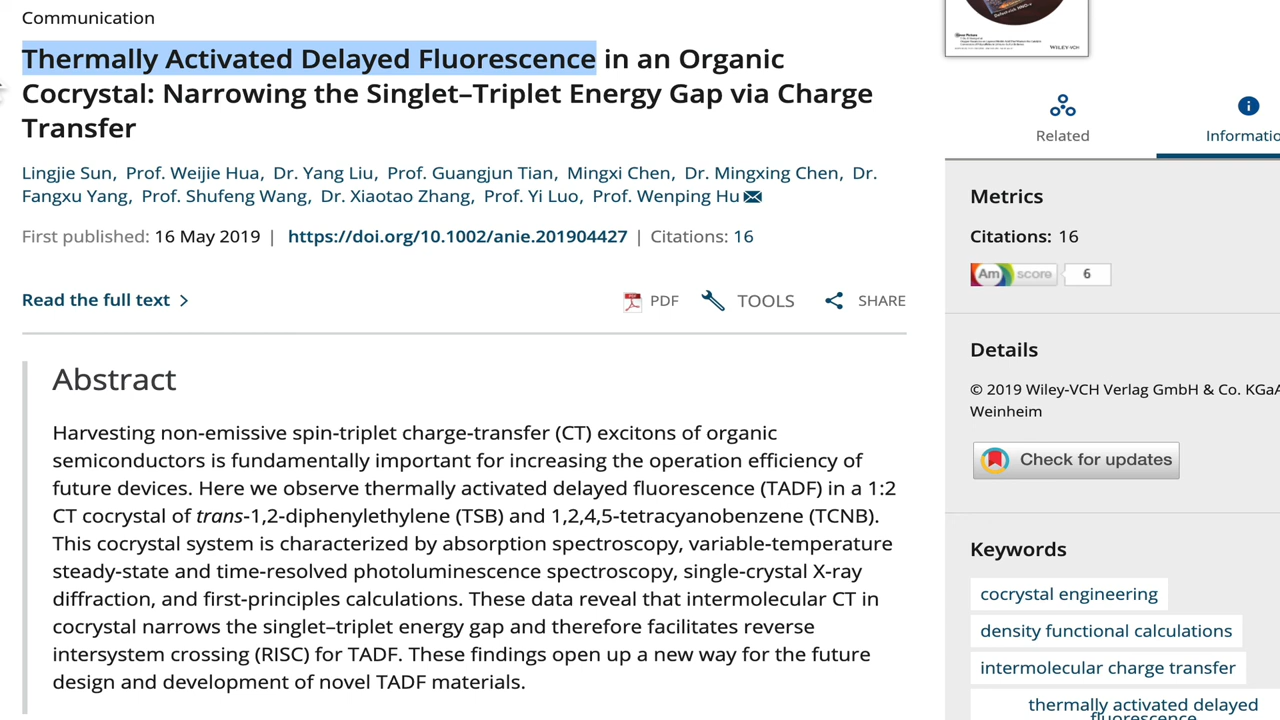 Communication
Thermally Activated Delayed Fluorescence in an Organic
Cocrystal: Narrowing the Singlet–Triplet Energy Gap via Charge
Transfer
Lingjie Sun, Prof. Weijie Hua, Dr. Yang Liu, Prof. Guangjun Tian, Mingxi Chen, Dr. Mingxing Chen, Dr.
Fangxu Yang, Prof. Shufeng Wang, Dr. Xiaotao Zhang, Prof. Yi Luo, Prof. Wenping Hu
First published: 16 May 2019 | https://doi.org/10.1002/anie.201904427 | Citations: 16
Read the full text
PDF TOOLS SHARE
Abstract
Harvesting non-emissive spin-triplet charge-transfer (CT) excitons of organic
semiconductors is fundamentally important for increasing the operation efficiency of
future devices. Here we observe thermally activated delayed fluorescence (TADF) in a 1:2
CT cocrystal of trans-1,2-diphenylethylene (TSB) and 1,2,4,5-tetracyanobenzene (TCNB).
This cocrystal system is characterized by absorption spectroscopy, variable-temperature
steady-state and time-resolved photoluminescence spectroscopy, single-crystal X-ray
diffraction, and first-principles calculations. These data reveal that intermolecular CT in
cocrystal narrows the singlet–triplet energy gap and therefore facilitates reverse
intersystem crossing (RISC) for TADF. These findings open up a new way for the future
design and development of novel TADF materials.
WILEY-VCH
Related
Informatio
Metrics
Citations: 16
Am score 6
Details
© 2019 Wiley-VCH Verlag GmbH & Co. KGaA
Weinheim
Check for updates
Keywords
cocrystal engineering
density functional calculations
intermolecular charge transfer
thermally activated delayed
fluorescence